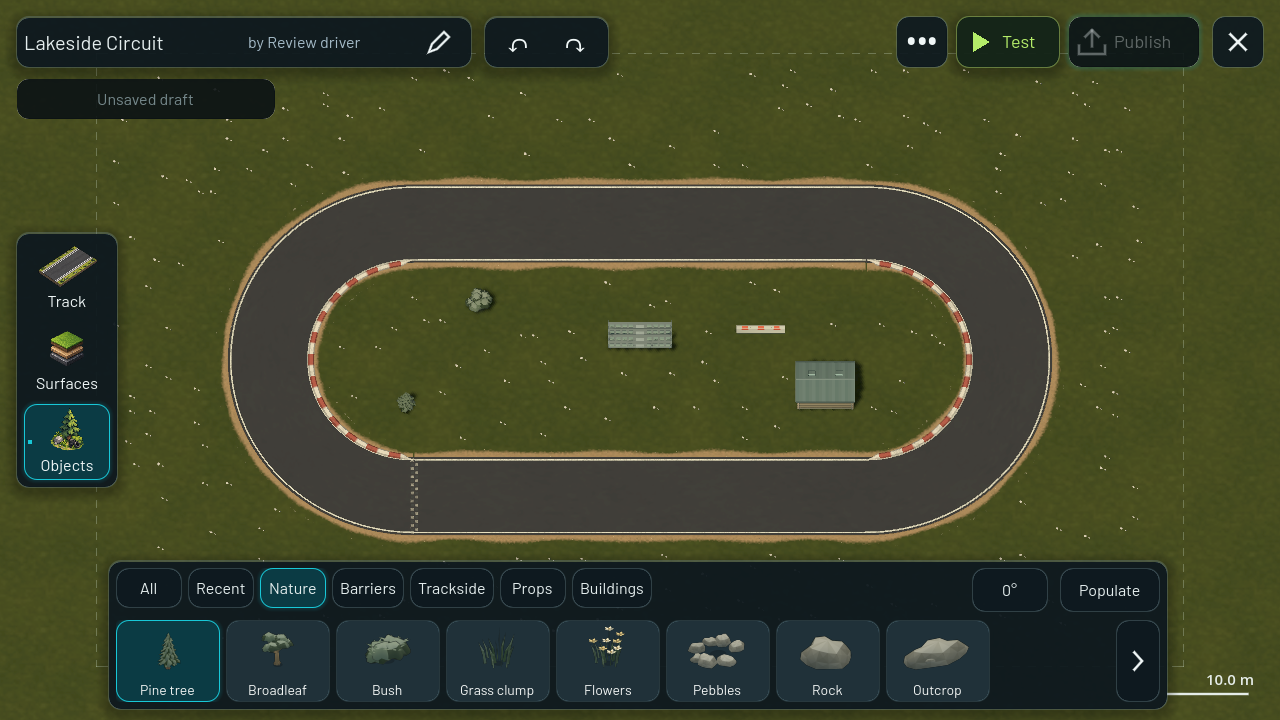 Lakeside Circuit
by Review driver
Test
Publish
Unsaved draft
Track
Surfaces
Objects
All
Recent
Nature
Barriers
Trackside
Props
Buildings
0°
Populate
Pine tree
Broadleaf
Bush
Grass clump
Flowers
Pebbles
Rock
Outcrop
10.0 m